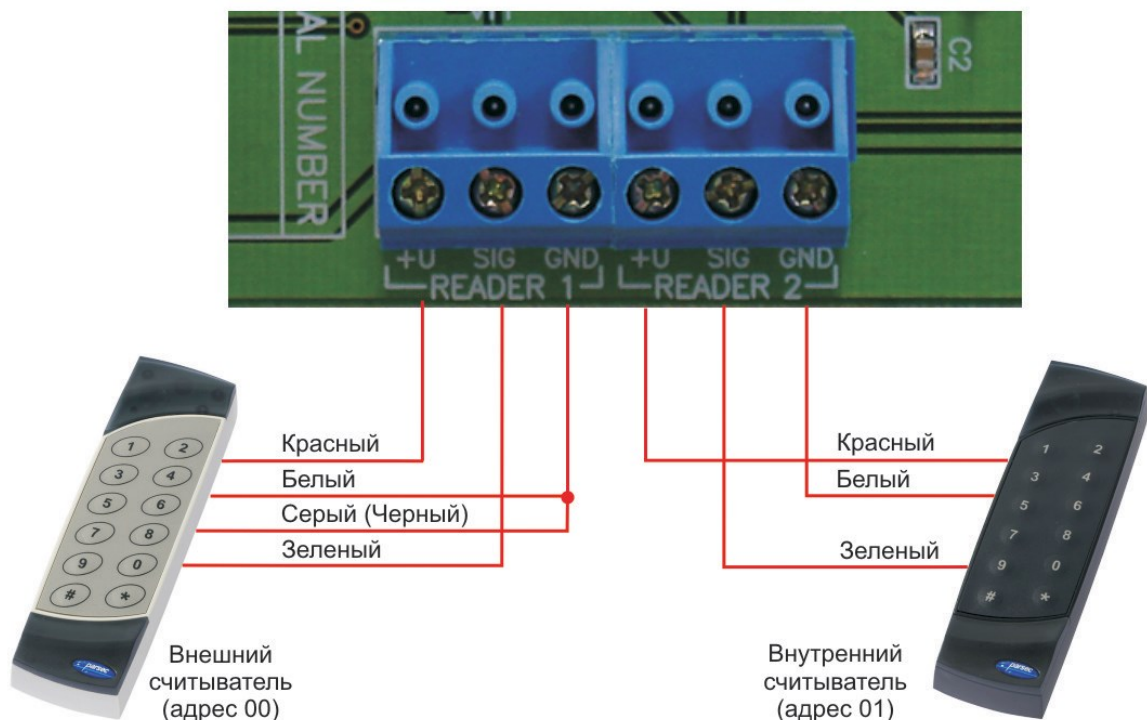 AL NUMBER
C2
+U SIG GND +U SIG GND
READER 1 READER 2
Красный
Белый
Серый (Черный)
Зеленый
Красный
Белый
Зеленый
1 2
3 4
5 6
7 8
9 0
# *
1 2
3 4
5 6
7 8
9 0
# *
parsec
parsec
Внешний
считыватель
(адрес 00)
Внутренний
считыватель
(адрес 01)